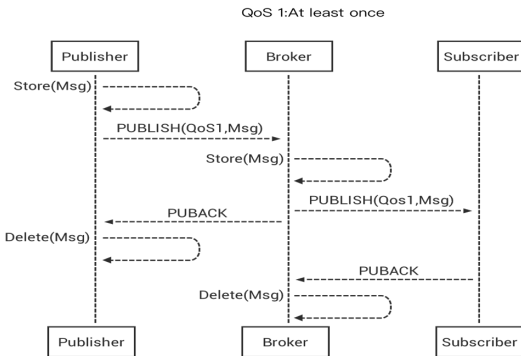 QoS 1:At least once
Publisher
Broker
Subscriber
Store(Msg)
PUBLISH(QoS1,Msg)
Store(Msg)
PUBLISH(Qos1,Msg)
PUBACK
Delete(Msg)
PUBACK
Delete(Msg)
Publisher
Broker
Subscriber